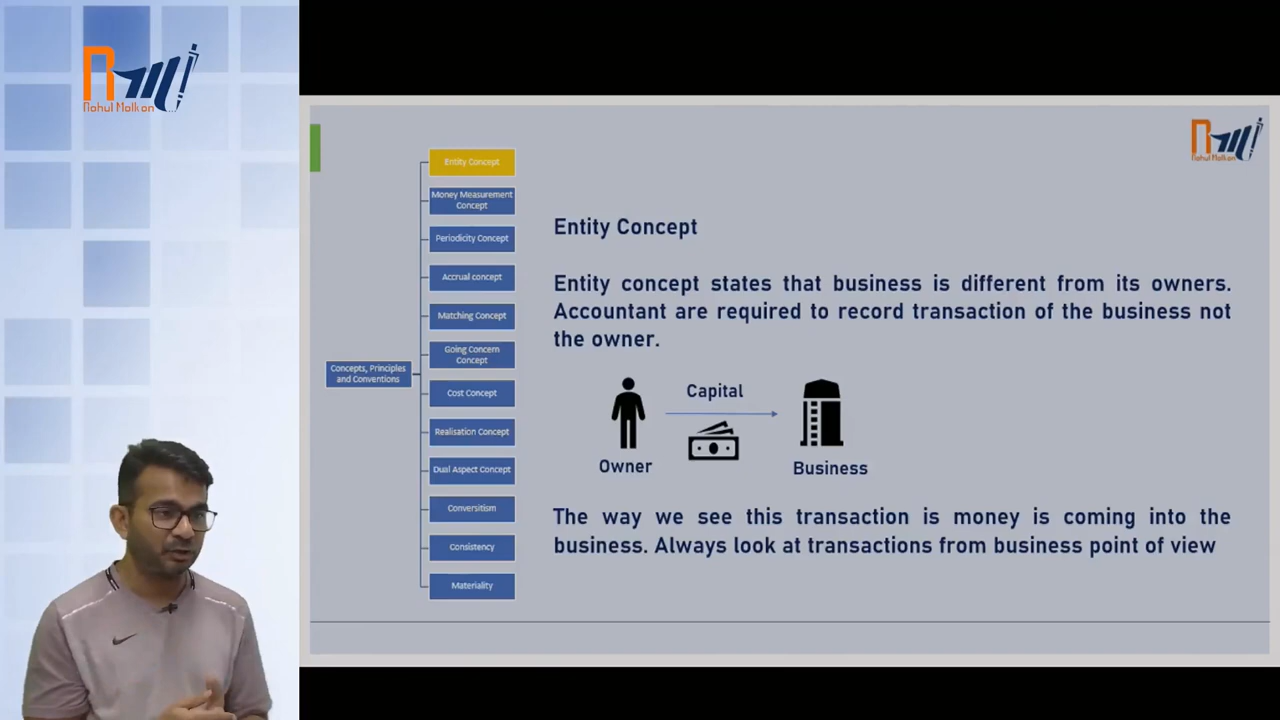 Rahul Malkan
Rahul Malkan
Entity Concept
Money Measurement
Concept
Periodicity Concept
Accrual concept
Matching Concept
Going Concern
Concept
Concepts, Principles
and Conventions
Cost Concept
Realisation Concept
Dual Aspect Concept
Conversitism
Consistency
Materiality
Entity Concept
Entity concept states that business is different from its owners.
Accountant are required to record transaction of the business not
the owner.
Capital
Owner
Business
The way we see this transaction is money is coming into the
business. Always look at transactions from business point of view